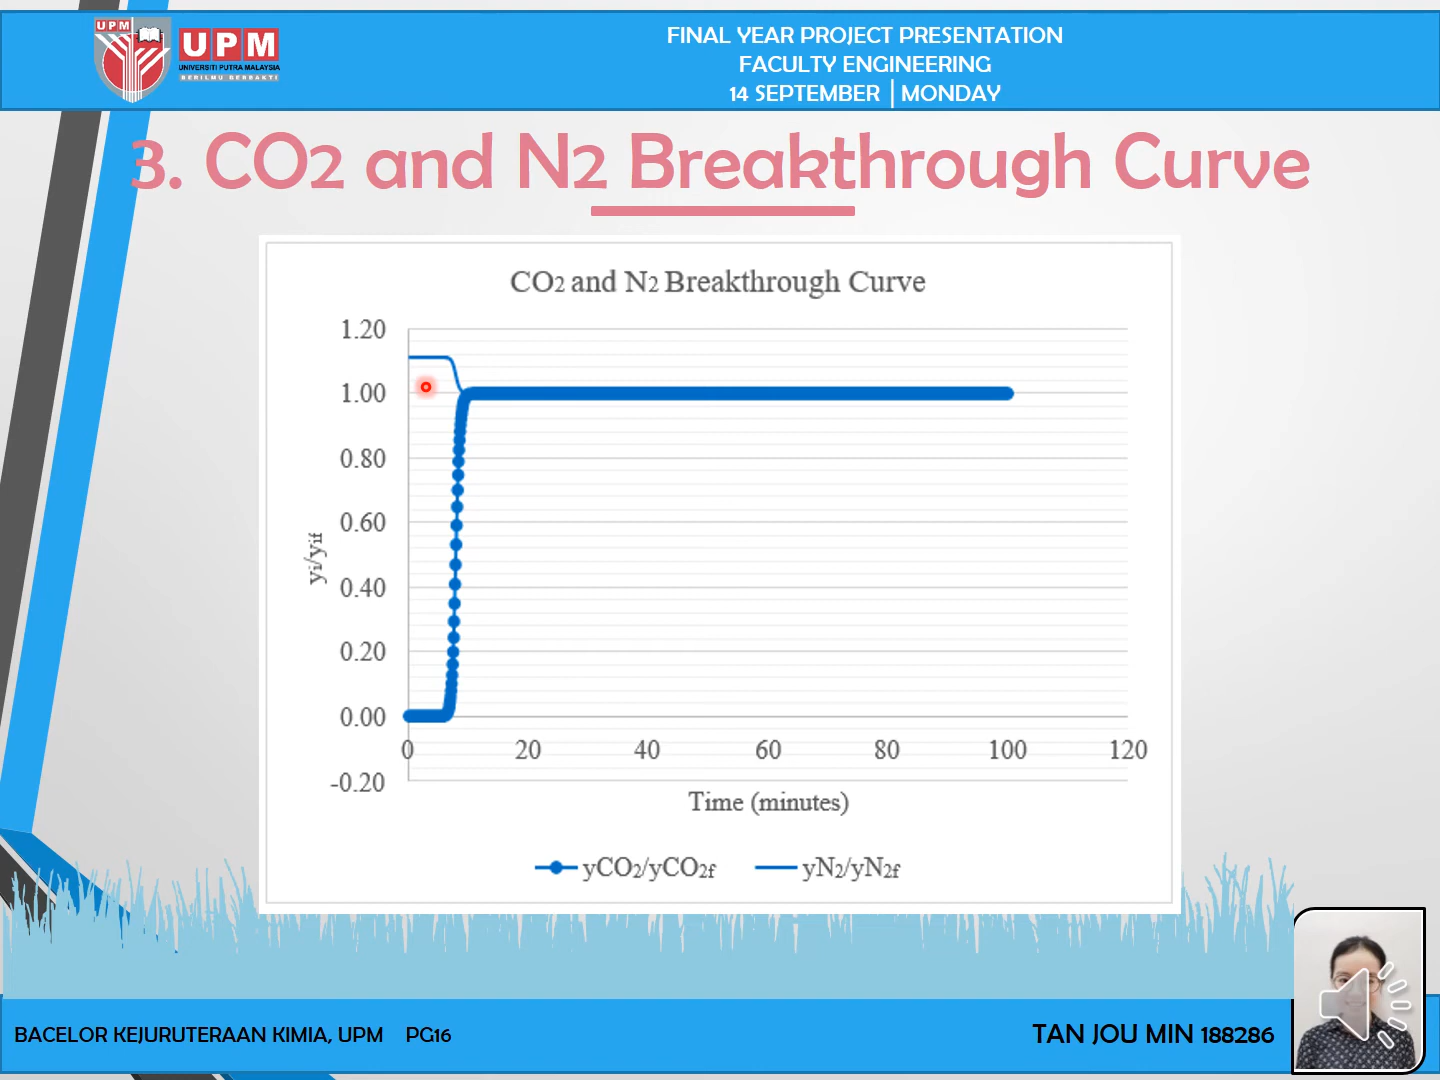 UPM
UPM
UNIVERSITI PUTRA MALAYSIA
BERILMU BERBAKTI
FINAL YEAR PROJECT PRESENTATION
FACULTY ENGINEERING
14 SEPTEMBER | MONDAY
3. CO2 and N2 Breakthrough Curve
CO2 and N2 Breakthrough Curve
1.20
1.00
0.80
0.60
0.40
0.20
0.00
-0.20
yi/yif
0 20 40 60 80 100 120
Time (minutes)
yCO2/yCO2f yN2/yN2f
BACELOR KEJURUTERAAN KIMIA, UPM PG16
TAN JOU MIN 188286